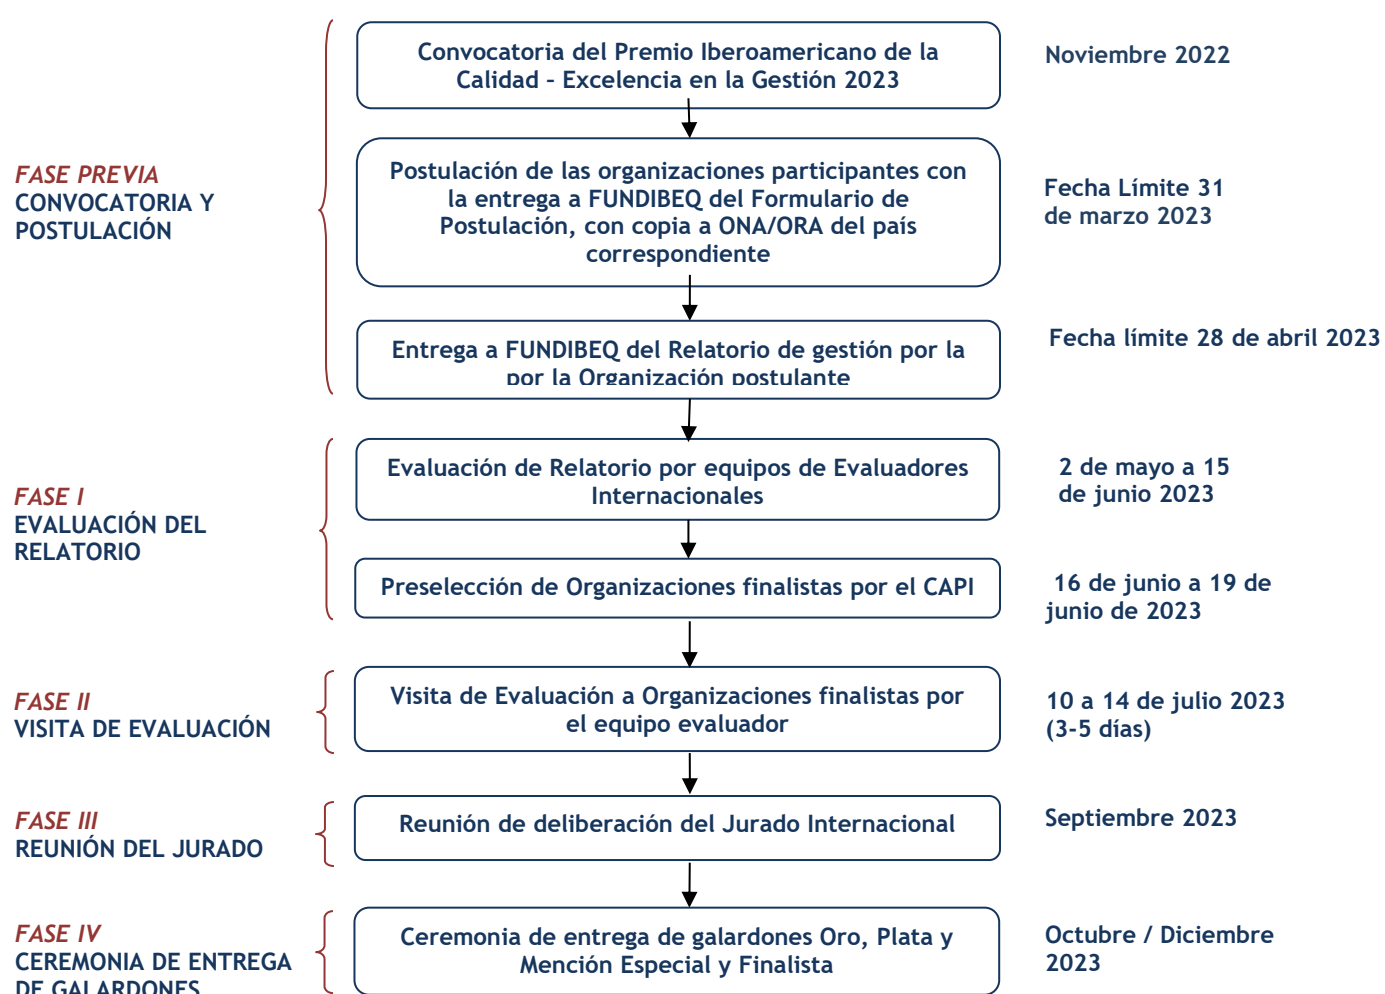 Convocatoria del Premio Iberoamericano de la
Calidad - Excelencia en la Gestión 2023
Noviembre 2022
FASE PREVIA
CONVOCATORIA Y
POSTULACIÓN
Postulación de las organizaciones participantes con
la entrega a FUNDIBEQ del Formulario de
Postulación, con copia a ONA/ORA del país
correspondiente
Fecha Límite 31
de marzo 2023
Entrega a FUNDIBEQ del Relatorio de gestión por la
por la Organización postulante
Fecha límite 28 de abril 2023
FASE I
EVALUACIÓN DEL
RELATORIO
Evaluación de Relatorio por equipos de Evaluadores
Internacionales
2 de mayo a 15
de junio 2023
Preselección de Organizaciones finalistas por el CAPI
16 de junio a 19 de
junio de 2023
FASE II
VISITA DE EVALUACIÓN
Visita de Evaluación a Organizaciones finalistas por
el equipo evaluador
10 a 14 de julio 2023
(3-5 días)
FASE III
REUNIÓN DEL JURADO
Reunión de deliberación del Jurado Internacional
Septiembre 2023
FASE IV
CEREMONIA DE ENTREGA
DE GALARDONES
Ceremonia de entrega de galardones Oro, Plata y
Mención Especial y Finalista
Octubre / Diciembre
2023